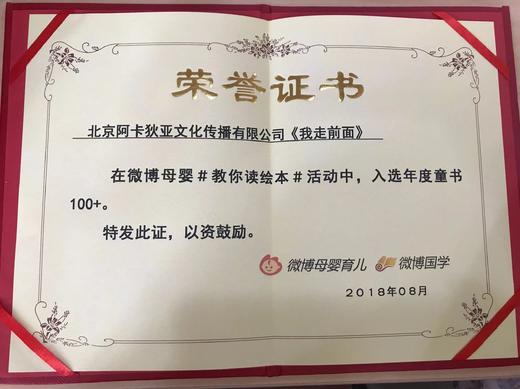 荣誉证书
北京阿卡狄亚文化传播有限公司《我走前面》
在微博母婴#教你读绘本#活动中,入选年度童书
100+。
特发此证,以资鼓励。
微博母婴育儿 微博国学
2018年08月